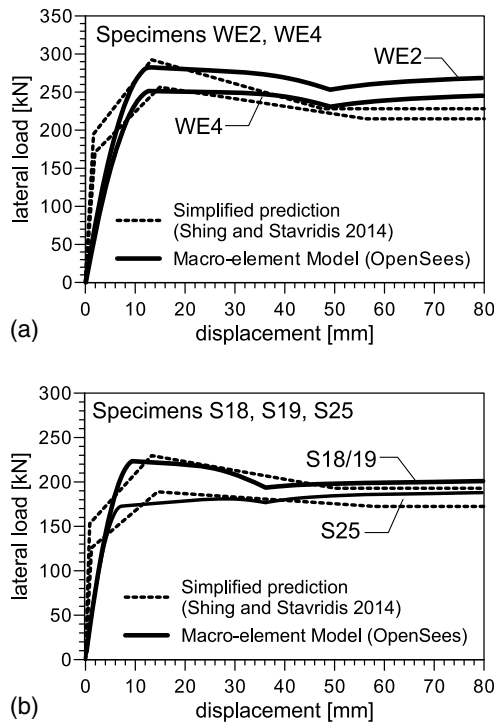 Specimens WE2, WE4
WE2
WE4
Simplified prediction
(Shing and Stavridis 2014)
Macro-element Model (OpenSees)
lateral load [kN]
300
250
200
150
100
50
0
0 10 20 30 40 50 60 70 80
displacement [mm]
(a)
Specimens S18, S19, S25
S18/19
S25
Simplified prediction
(Shing and Stavridis 2014)
Macro-element Model (OpenSees)
lateral load [kN]
300
250
200
150
100
50
0
0 10 20 30 40 50 60 70 80
displacement [mm]
(b)